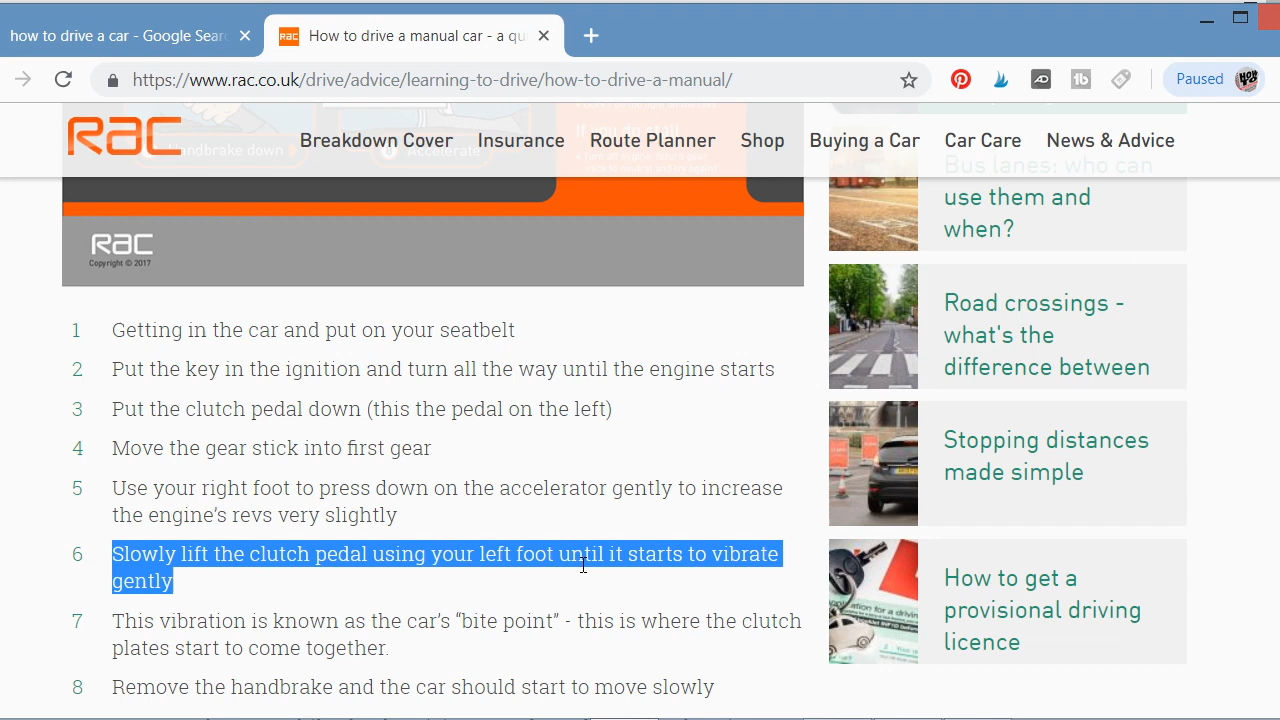 how to drive a car - Google Sear
How to drive a manual car - a qu
https://www.rac.co.uk/drive/advice/learning-to-drive/how-to-drive-a-manual/
Paused
RAC
Breakdown Cover
Insurance
Route Planner
Shop
Buying a Car
Car Care
News & Advice
Handbrake down
Accelerate
RAC
Copyright © 2017
1 Getting in the car and put on your seatbelt
2 Put the key in the ignition and turn all the way until the engine starts
3 Put the clutch pedal down (this the pedal on the left)
4 Move the gear stick into first gear
5 Use your right foot to press down on the accelerator gently to increase
the engine’s revs very slightly
6 Slowly lift the clutch pedal using your left foot until it starts to vibrate
gently
7 This vibration is known as the car’s “bite point” - this is where the clutch
plates start to come together.
8 Remove the handbrake and the car should start to move slowly
Bus lanes: who can
use them and
when?
Road crossings -
what's the
difference between
Stopping distances
made simple
How to get a
provisional driving
licence